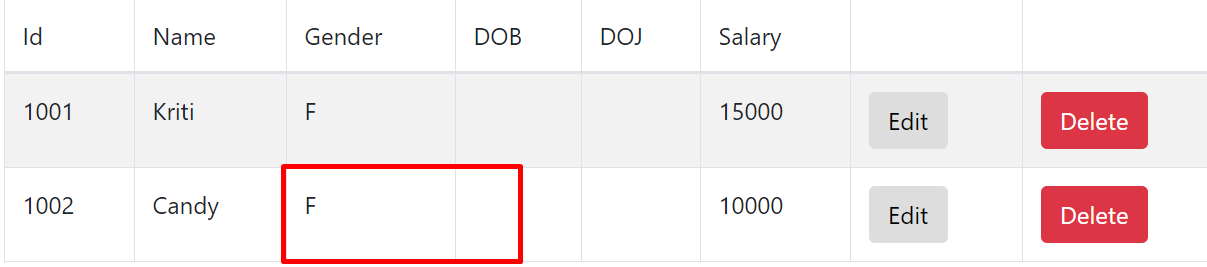 Id Name Gender DOB DOJ Salary
1001 Kriti F 15000 Edit Delete
1002 Candy F 10000 Edit Delete